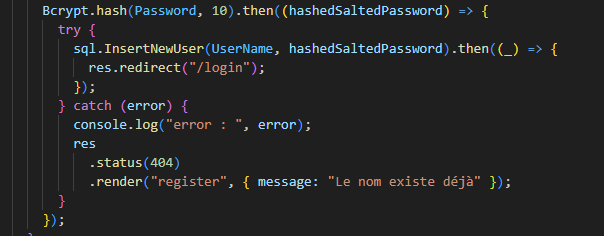 Bcrypt.hash(Password, 10).then((hashedSaltedPassword) => {
try {
sql.InsertNewUser(UserName, hashedSaltedPassword).then((_) => {
res.redirect("/login");
});
} catch (error) {
console.log("error : ", error);
res
.status(404)
.render("register", { message: "Le nom existe déjà" });
}
});